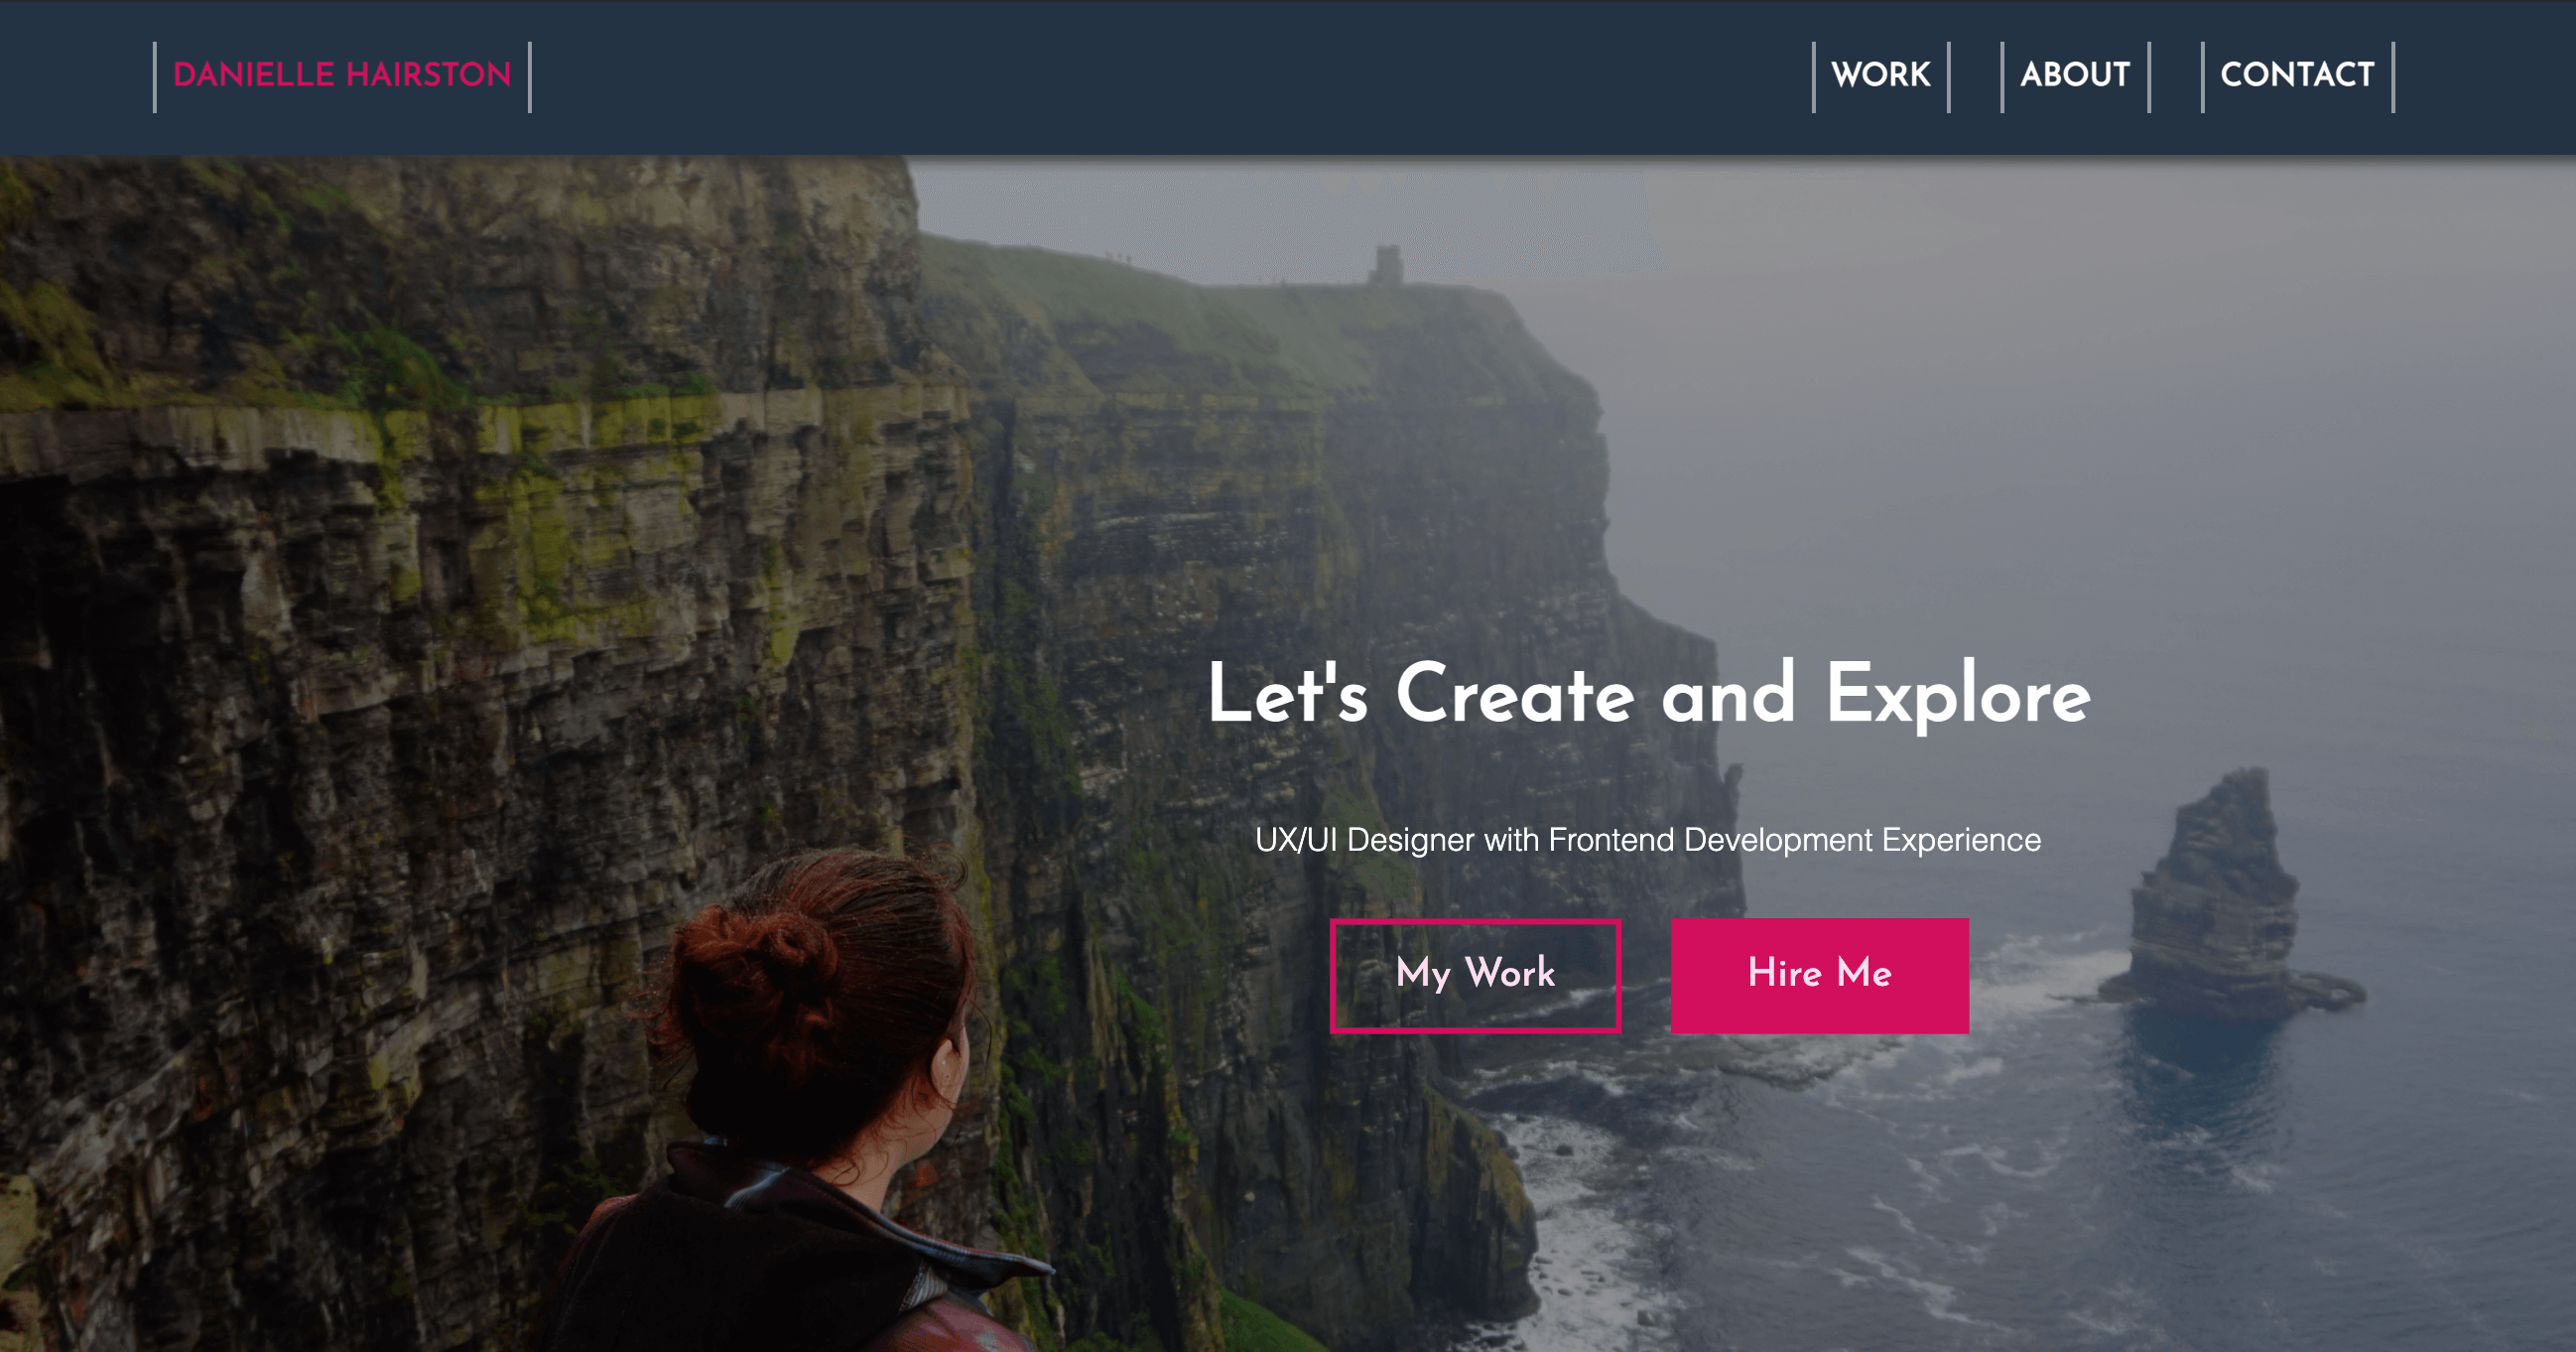 DANIELLE HAIRSTON
WORK
ABOUT
CONTACT
Let's Create and Explore
UX/UI Designer with Frontend Development Experience
My Work
Hire Me